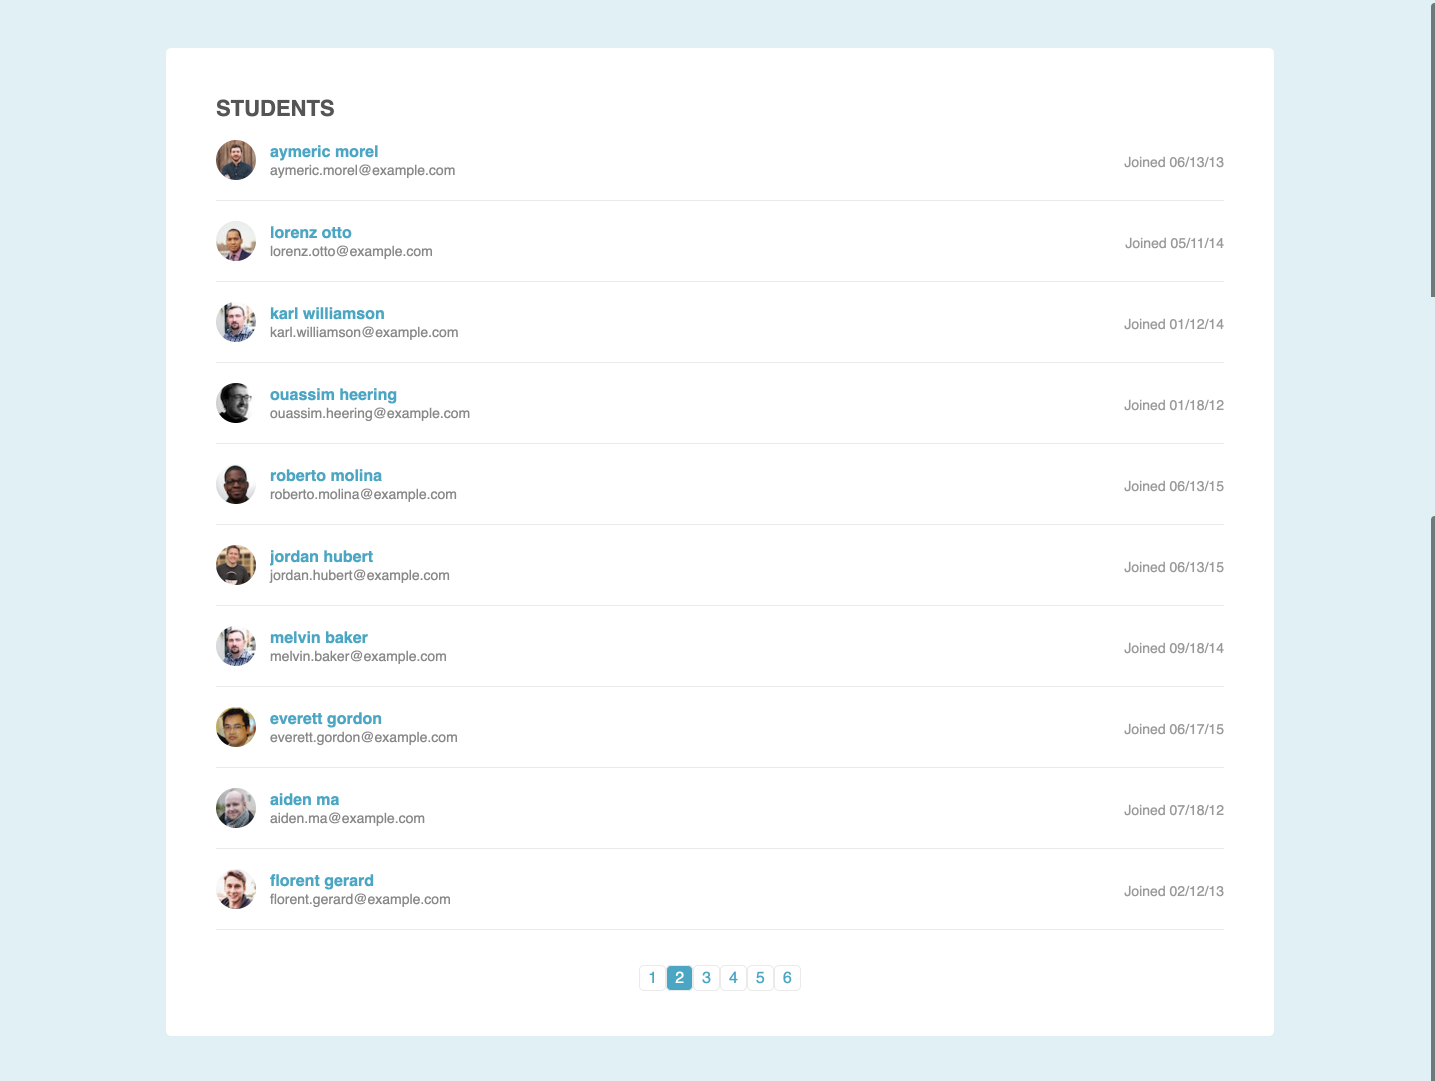 STUDENTS
aymeric morel
aymeric.morel@example.com
Joined 06/13/13
lorenz otto
lorenz.otto@example.com
Joined 05/11/14
karl williamson
karl.williamson@example.com
Joined 01/12/14
ouassim heering
ouassim.heering@example.com
Joined 01/18/12
roberto molina
roberto.molina@example.com
Joined 06/13/15
jordan hubert
jordan.hubert@example.com
Joined 06/13/15
melvin baker
melvin.baker@example.com
Joined 09/18/14
everett gordon
everett.gordon@example.com
Joined 06/17/15
aiden ma
aiden.ma@example.com
Joined 07/18/12
florent gerard
florent.gerard@example.com
Joined 02/12/13
1 2 3 4 5 6